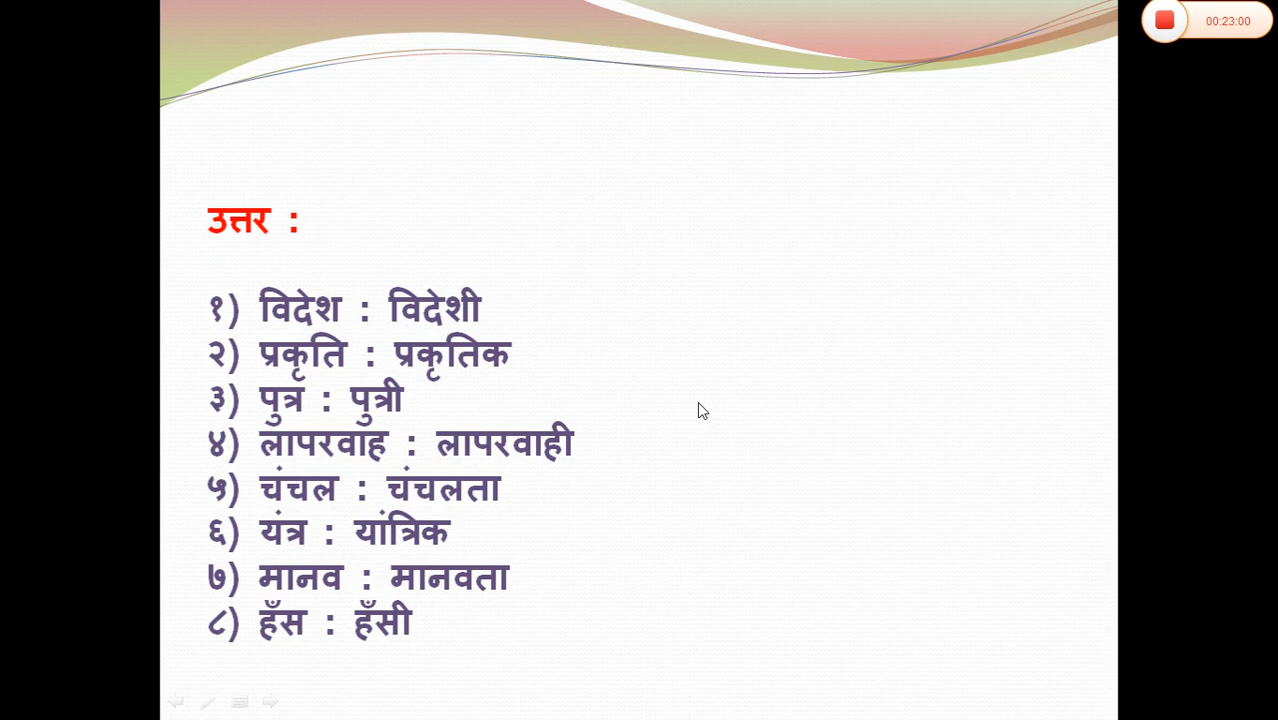 00:23:00
उत्तर :
१) विदेश : विदेशी
२) प्रकृति : प्रकृतिक
३) पुत्र : पुत्री
४) लापरवाह : लापरवाही
५) चंचल : चंचलता
६) यंत्र : यांत्रिक
७) मानव : मानवता
८) हँस : हँसी